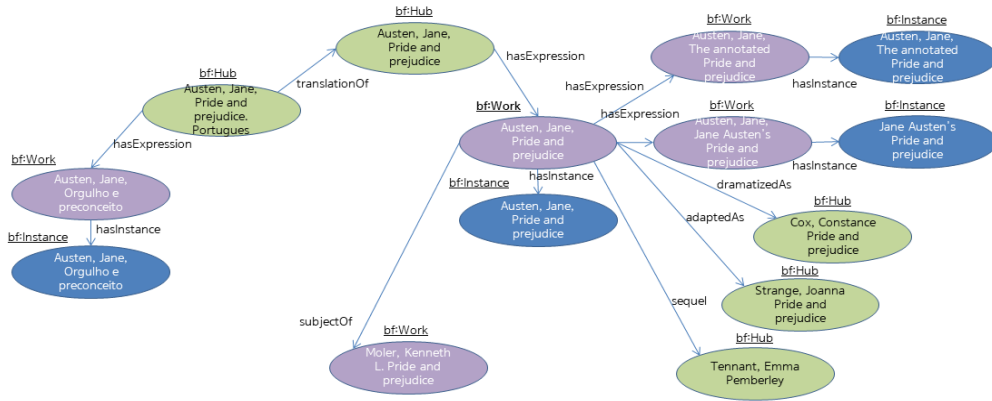 bf:Hub
Austen, Jane,
Pride and
prejudice
bf:Work
Austen, Jane,
The annotated
Pride and
prejudice
bf:Instance
Austen, Jane,
The annotated
Pride and
prejudice
hasInstance
hasExpression
hasExpression
translationOf
bf:Hub
Austen, Jane,
Pride and
prejudice.
Portugues
hasExpression
bf:Work
Austen, Jane,
Pride and
prejudice
hasExpression
bf:Work
Austen, Jane,
Jane Austen's
Pride and
prejudice
bf:Instance
Jane Austen's
Pride and
prejudice
hasInstance
hasExpression
bf:Work
Austen, Jane,
Orgulho e
preconceito
hasInstance
bf:Instance
Austen, Jane,
Orgulho e
preconceito
hasInstance
bf:Instance
Austen, Jane,
Pride and
prejudice
dramatizedAs
bf:Hub
Cox, Constance
Pride and
prejudice
adaptedAs
bf:Hub
Strange, Joanna
Pride and
prejudice
sequel
bf:Hub
Tennant, Emma
Pemberley
subjectOf
bf:Work
Moler, Kenneth
L. Pride and
prejudice